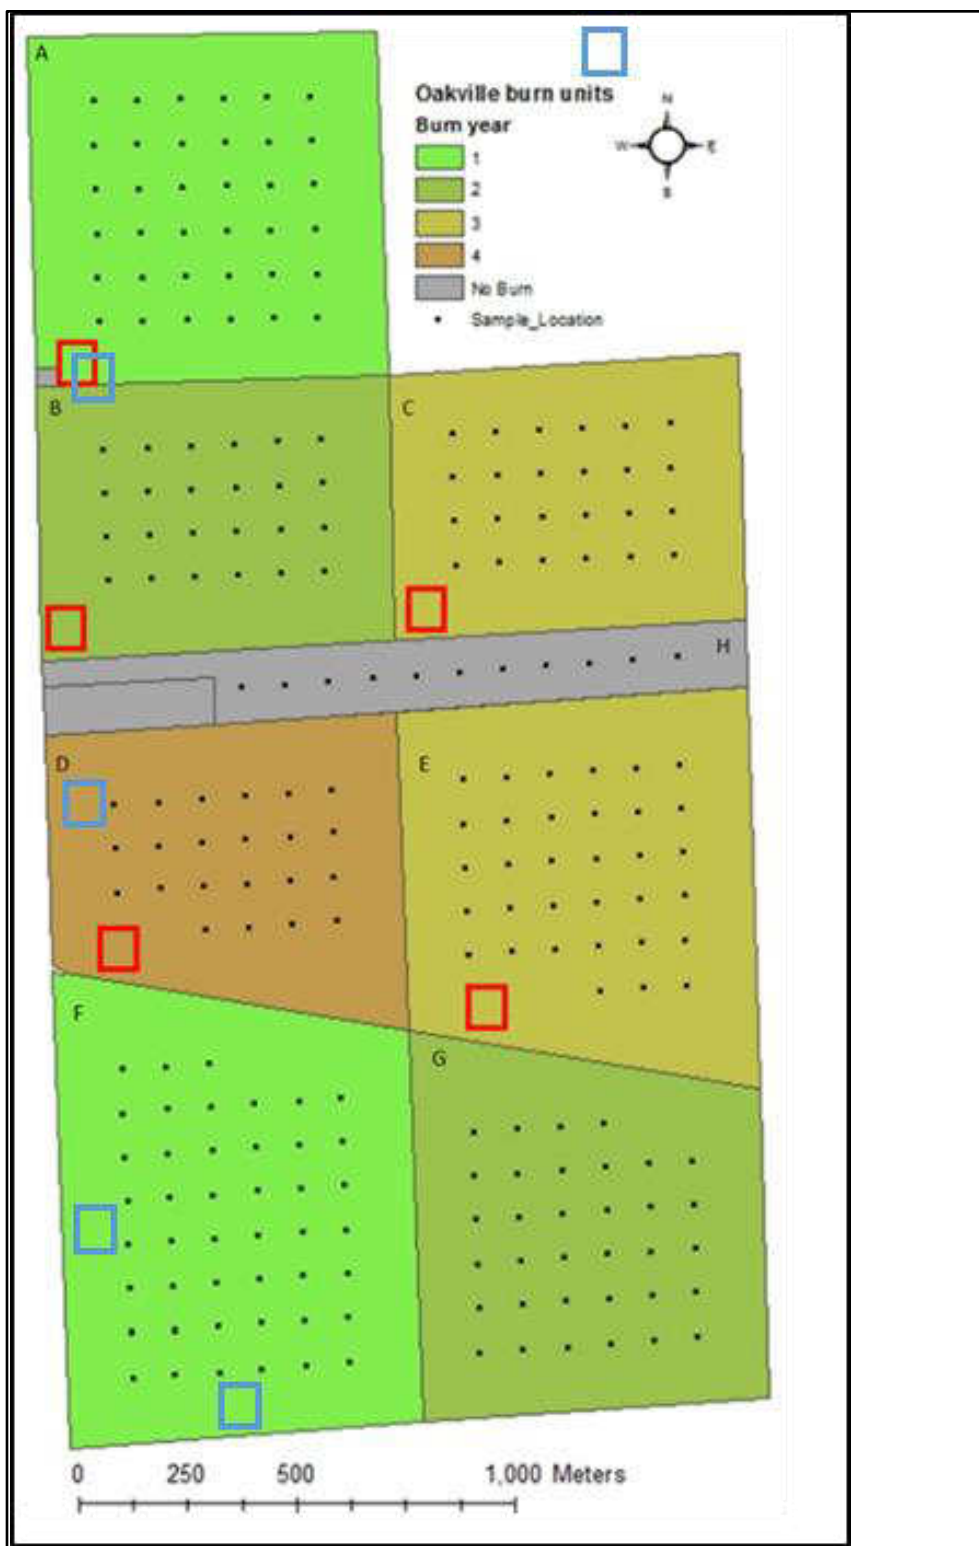 A
Oakville burn units
Burn year
N
W E
S
1
2
3
4
No Burn
Sample_Location
B
C
H
D
E
F
G
0 250 500 1,000 Meters